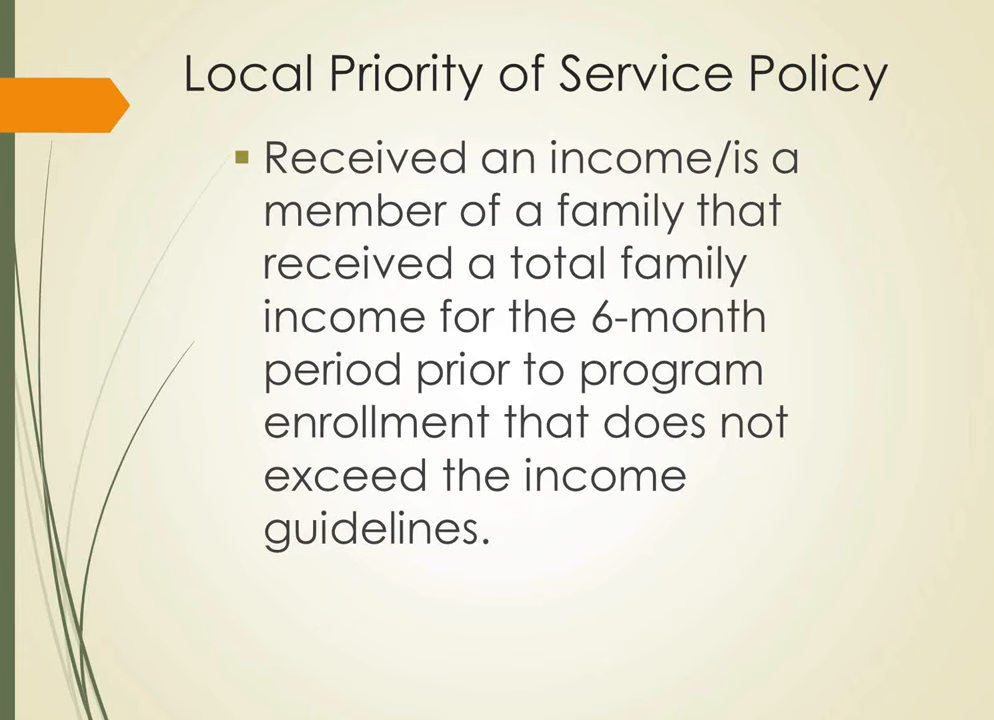 Local Priority of Service Policy
Received an income/is a
member of a family that
received a total family
income for the 6-month
period prior to program
enrollment that does not
exceed the income
guidelines.